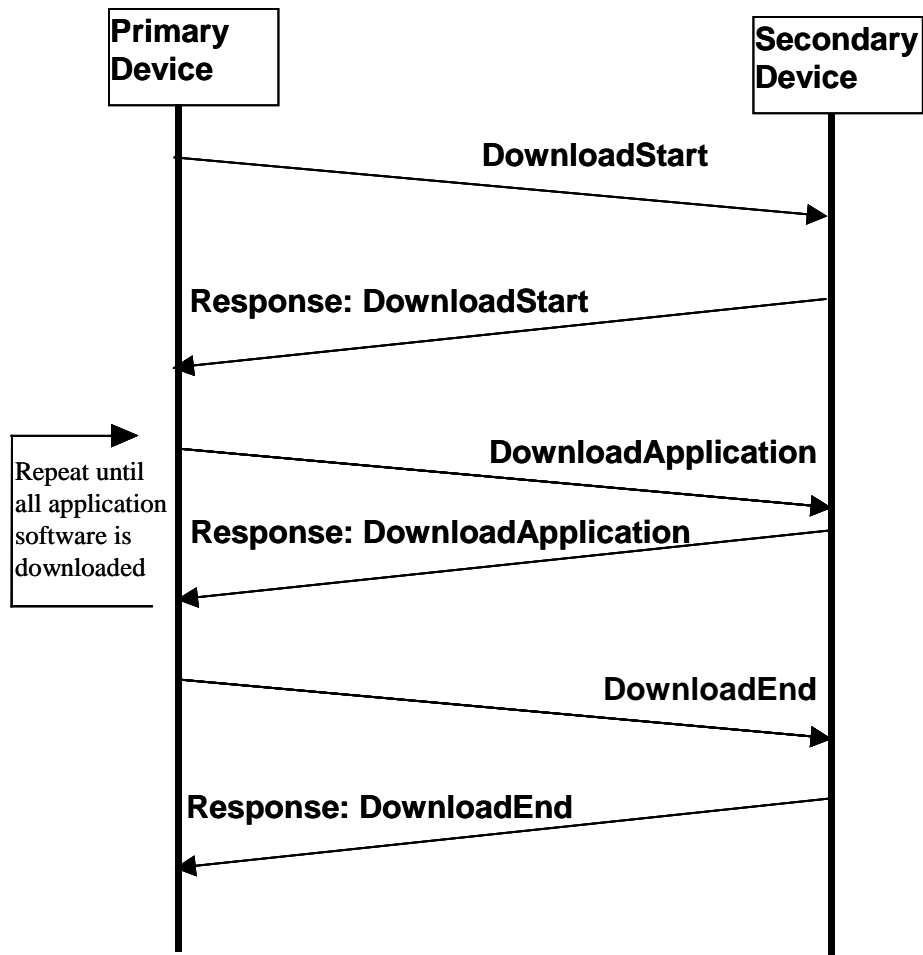 Primary
Device
Secondary
Device
DownloadStart
Response: DownloadStart
DownloadApplication
Repeat until
all application
software is
downloaded
Response: DownloadApplication
DownloadEnd
Response: DownloadEnd